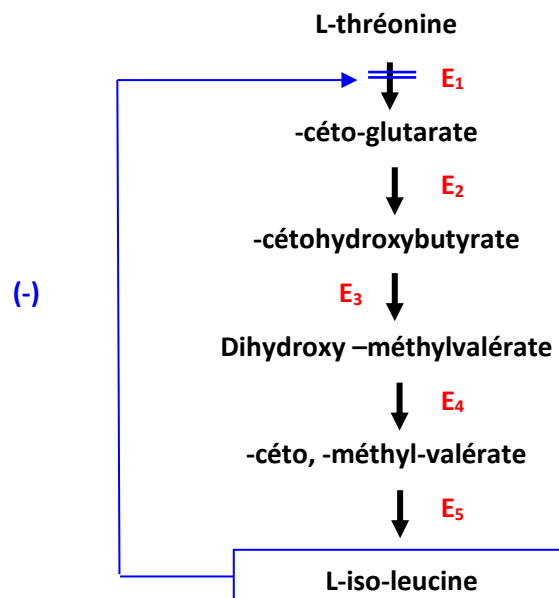 L-thréonine
E₁
-céto-glutarate
E₂
-cétohydroxybutyrate
(-)
E₃
Dihydroxy –méthylvalérate
E₄
-céto, -méthyl-valérate
E₅
L-iso-leucine